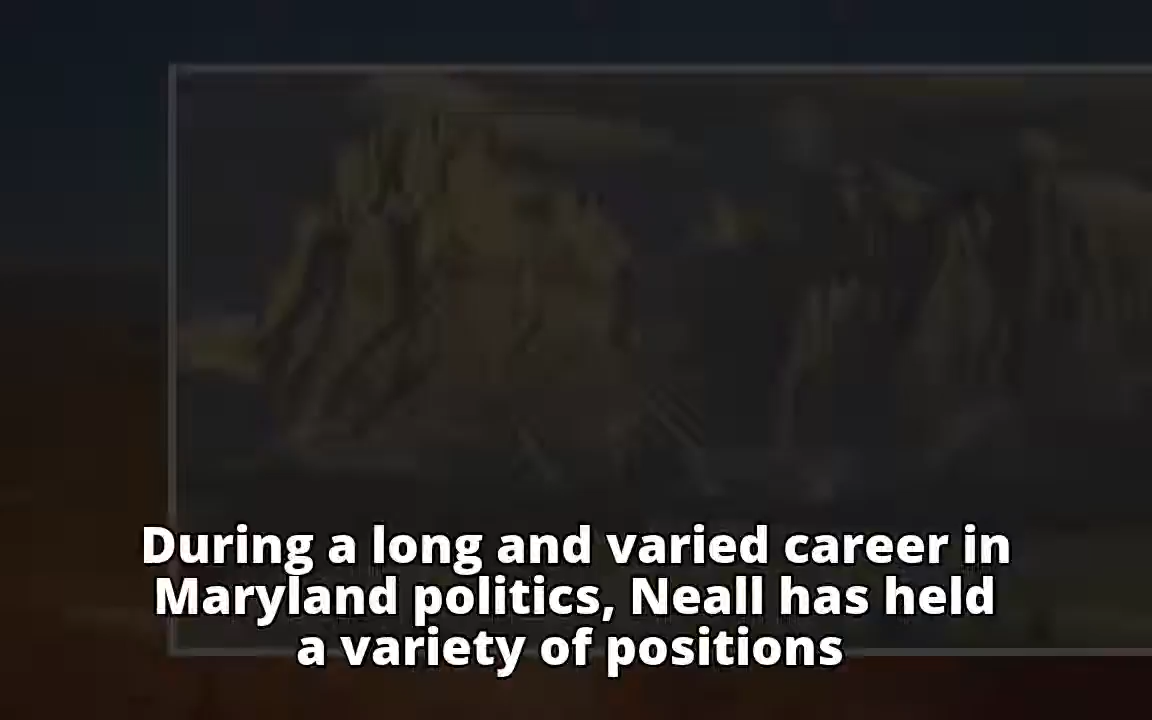 During a long and varied career in
Maryland politics, Neall has held
a variety of positions